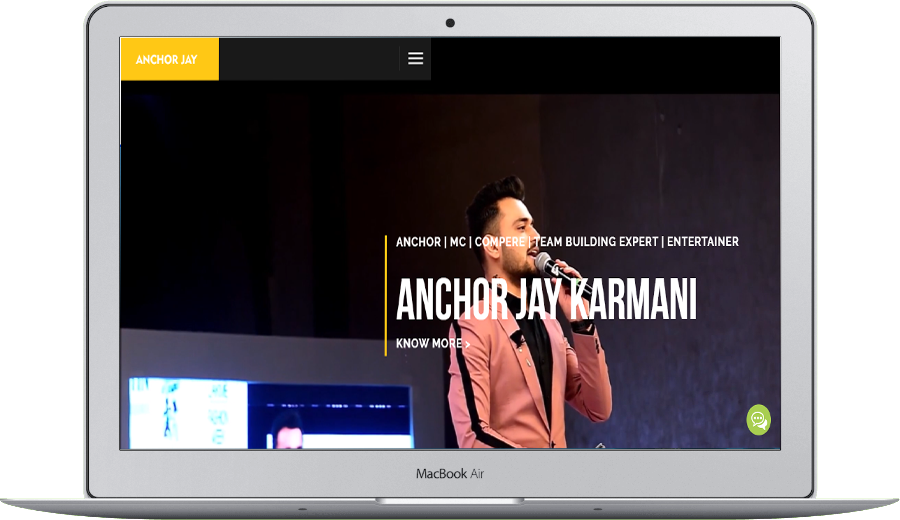 ANCHOR JAY
ANCHOR | MC | COMPERE | TEAM BUILDING EXPERT | ENTERTAINER
ANCHOR JAY KARMANI
KNOW MORE >
MacBook Air